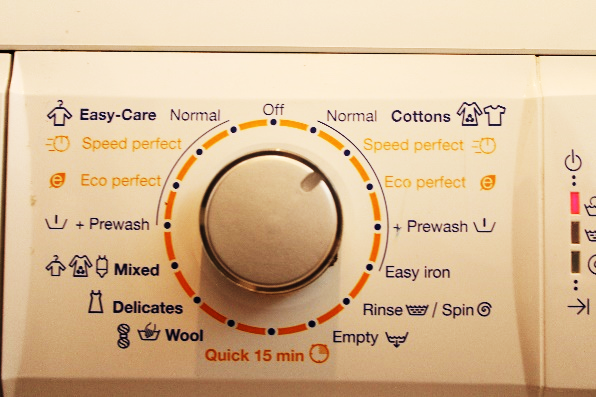 Off
Easy-Care Normal
Speed perfect
Eco perfect
+ Prewash
Mixed
Delicates
Wool
Quick 15 min
Normal Cottons
Speed perfect
Eco perfect
+ Prewash
Easy iron
Rinse / Spin
Empty